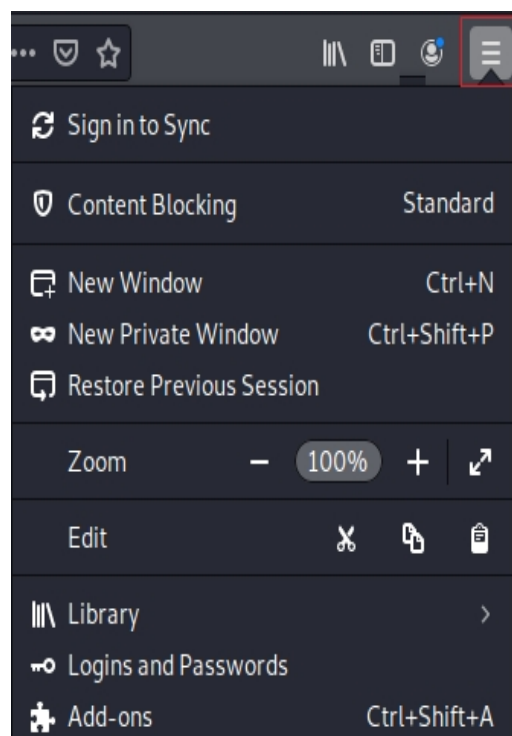 Sign in to Sync
Content Blocking Standard
New Window Ctrl+N
New Private Window Ctrl+Shift+P
Restore Previous Session
Zoom − 100% +
Edit
Library >
Logins and Passwords
Add-ons Ctrl+Shift+A